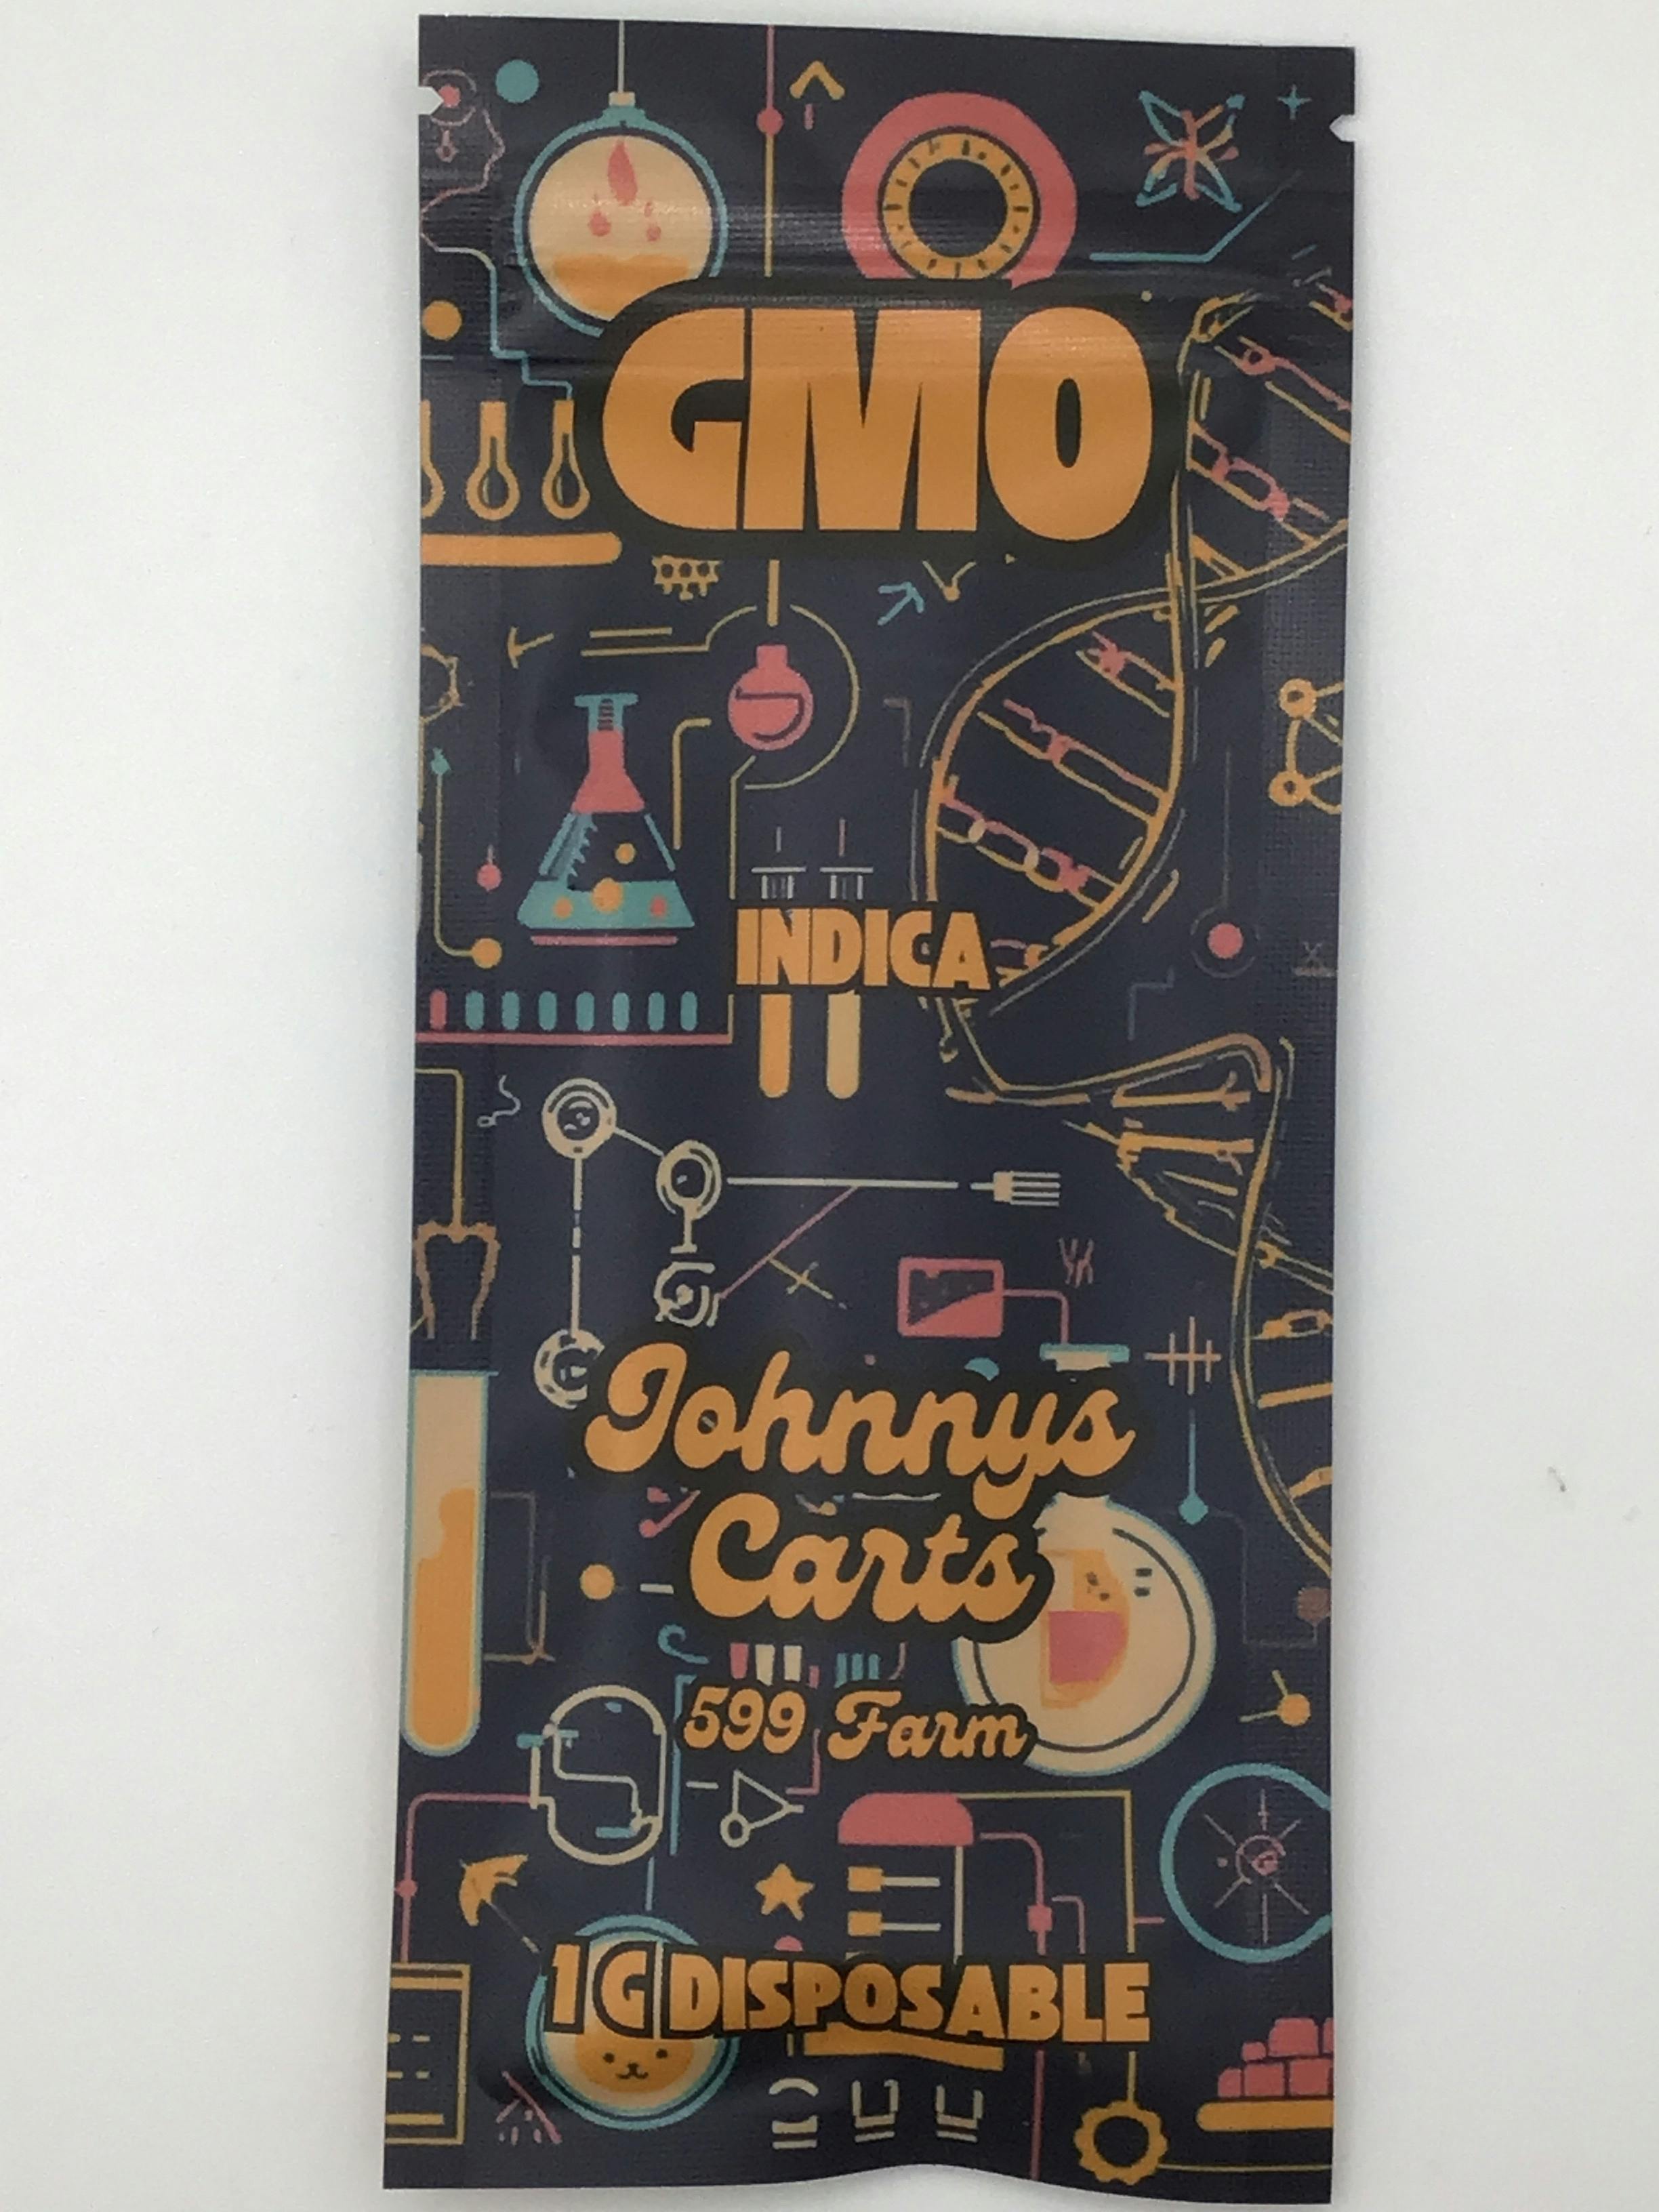 GMO
INDICA
Johnnys
Carts
599 Farm
1G DISPOSABLE